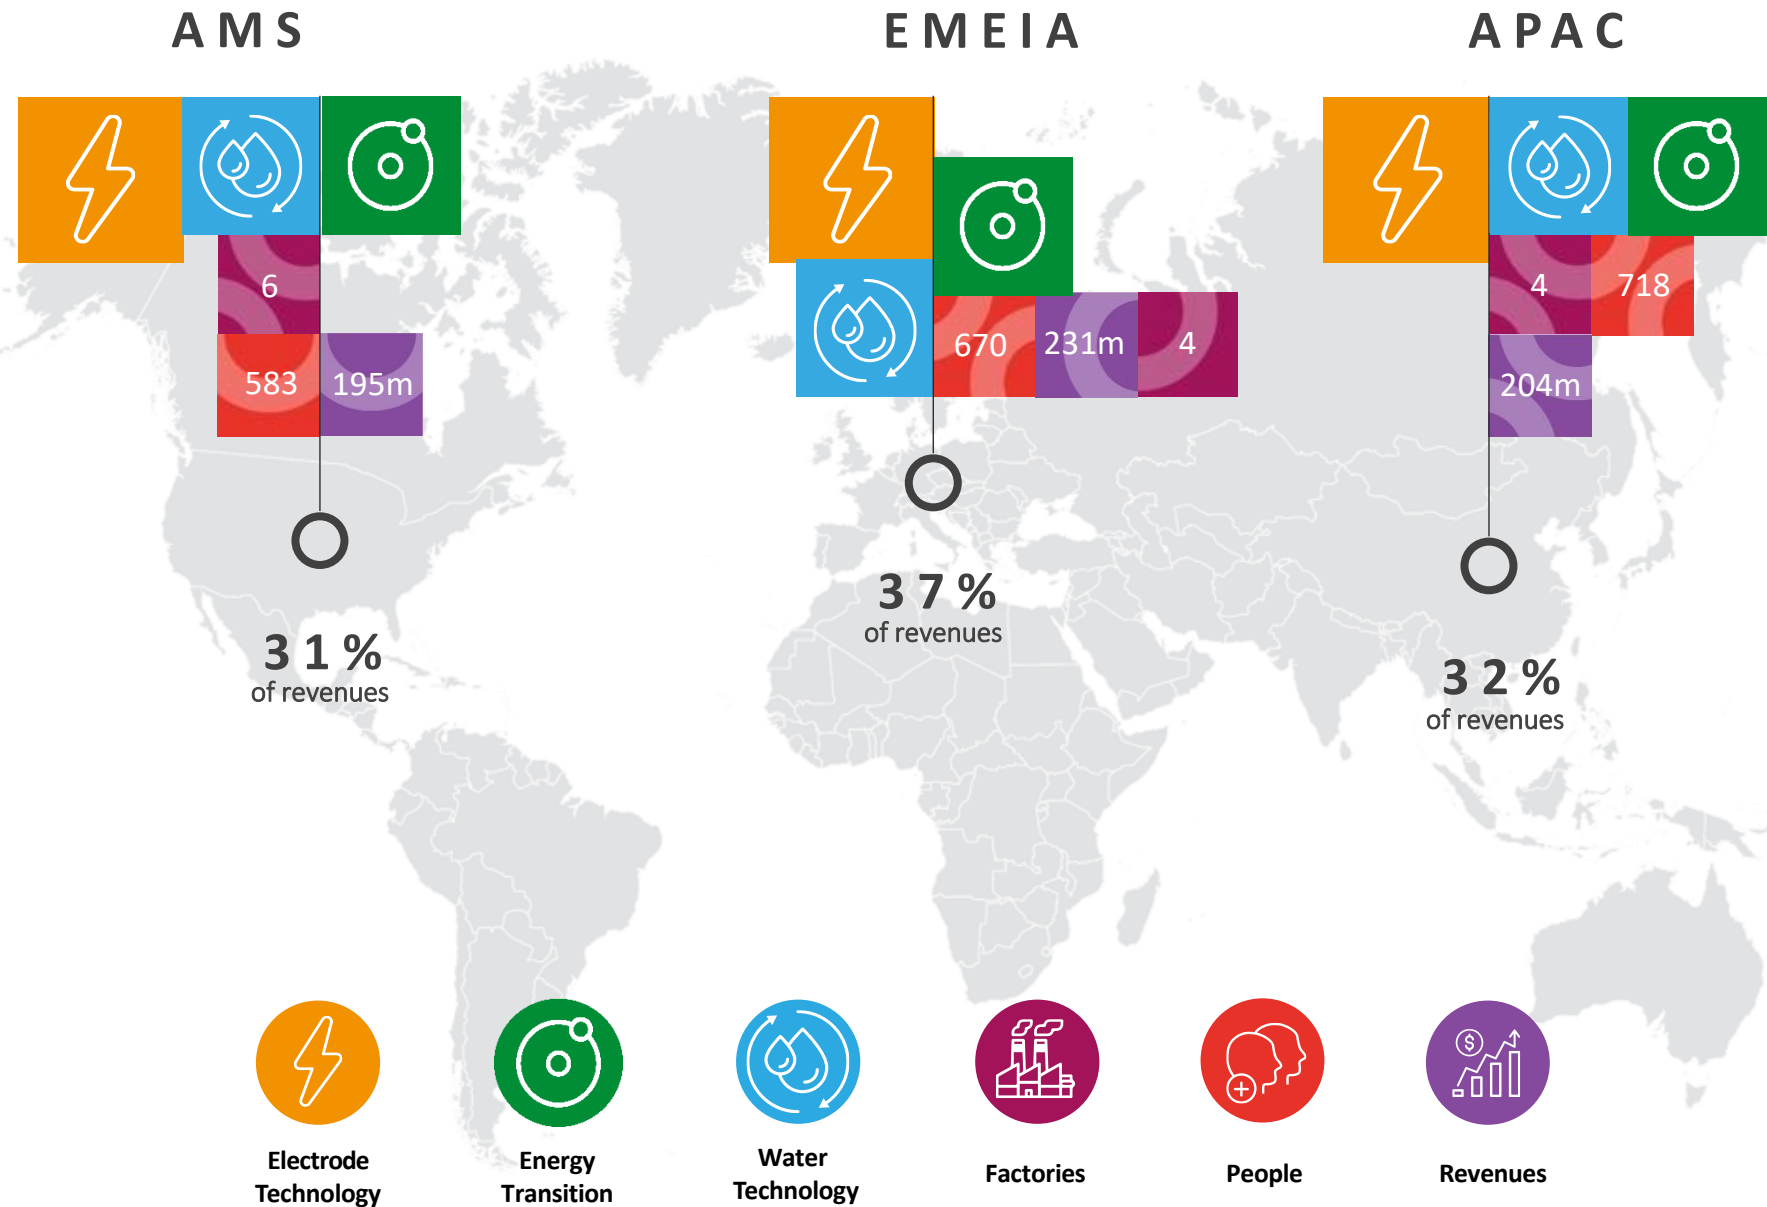 AMS
EMEIA
APAC
6
583
195m
31%
of revenues
670
231m
4
37%
of revenues
4
718
204m
32%
of revenues
Electrode
Technology
Energy
Transition
Water
Technology
Factories
People
Revenues
$